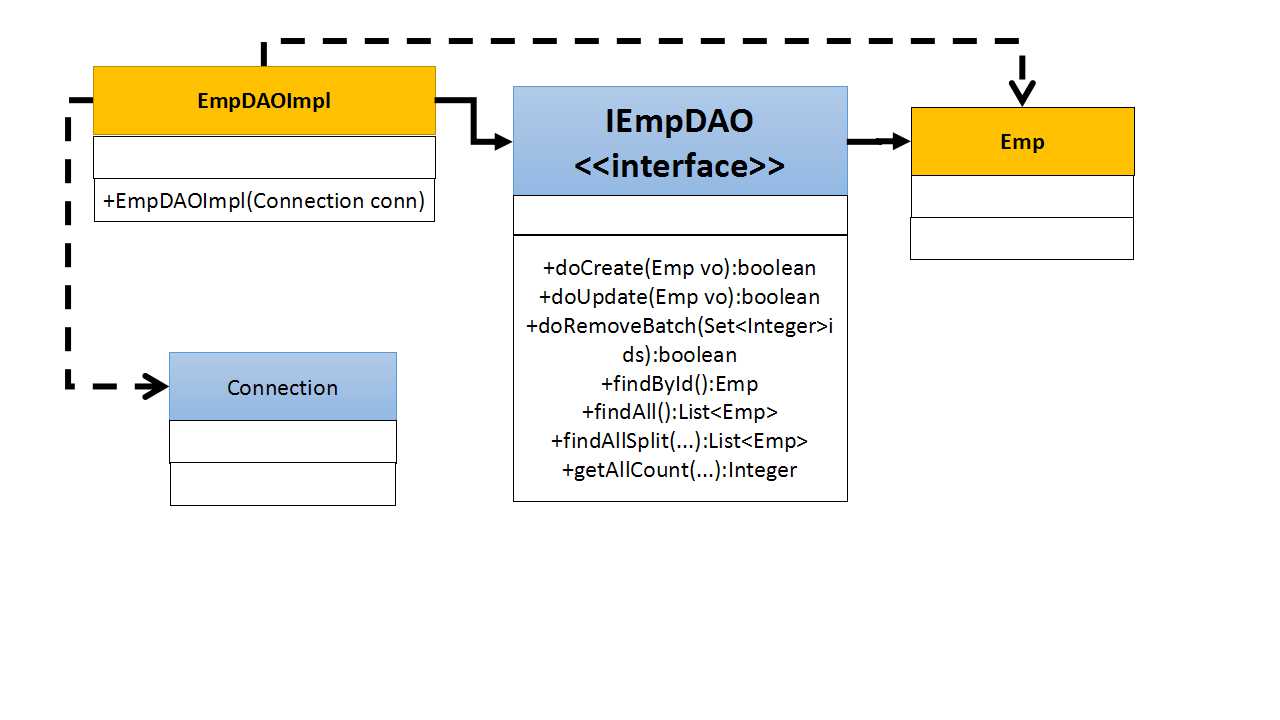 EmpDAOImpl
+EmpDAOImpl(Connection conn)
Connection
IEmpDAO
<<interface>>
+doCreate(Emp vo):boolean
+doUpdate(Emp vo):boolean
+doRemoveBatch(Set<Integer>i
ds):boolean
+findById():Emp
+findAll():List<Emp>
+findAllSplit(...):List<Emp>
+getAllCount(...):Integer
Emp